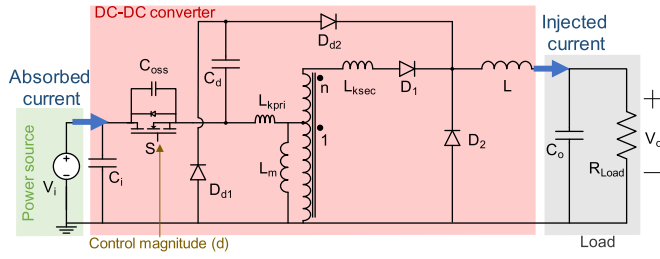 DC-DC converter
Injected
current
Absorbed
current
Coss
Cd
Dd2
Lksec
D1
L
n
Lkpri
1
S
Lm
Dd1
D2
Ci
Vi
Co
RLoad
Vo
Power source
Control magnitude (d)
Load